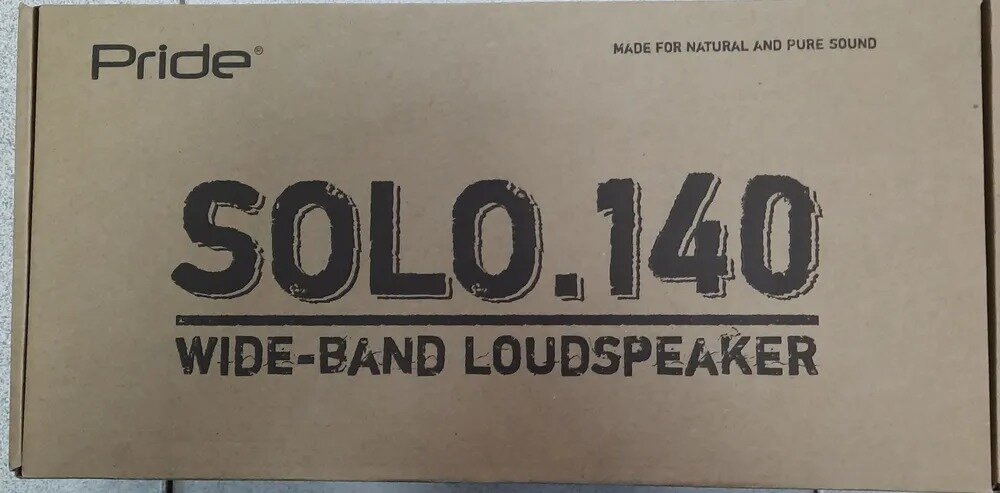 Pride®
MADE FOR NATURAL AND PURE SOUND
SOLO.140
WIDE-BAND LOUDSPEAKER